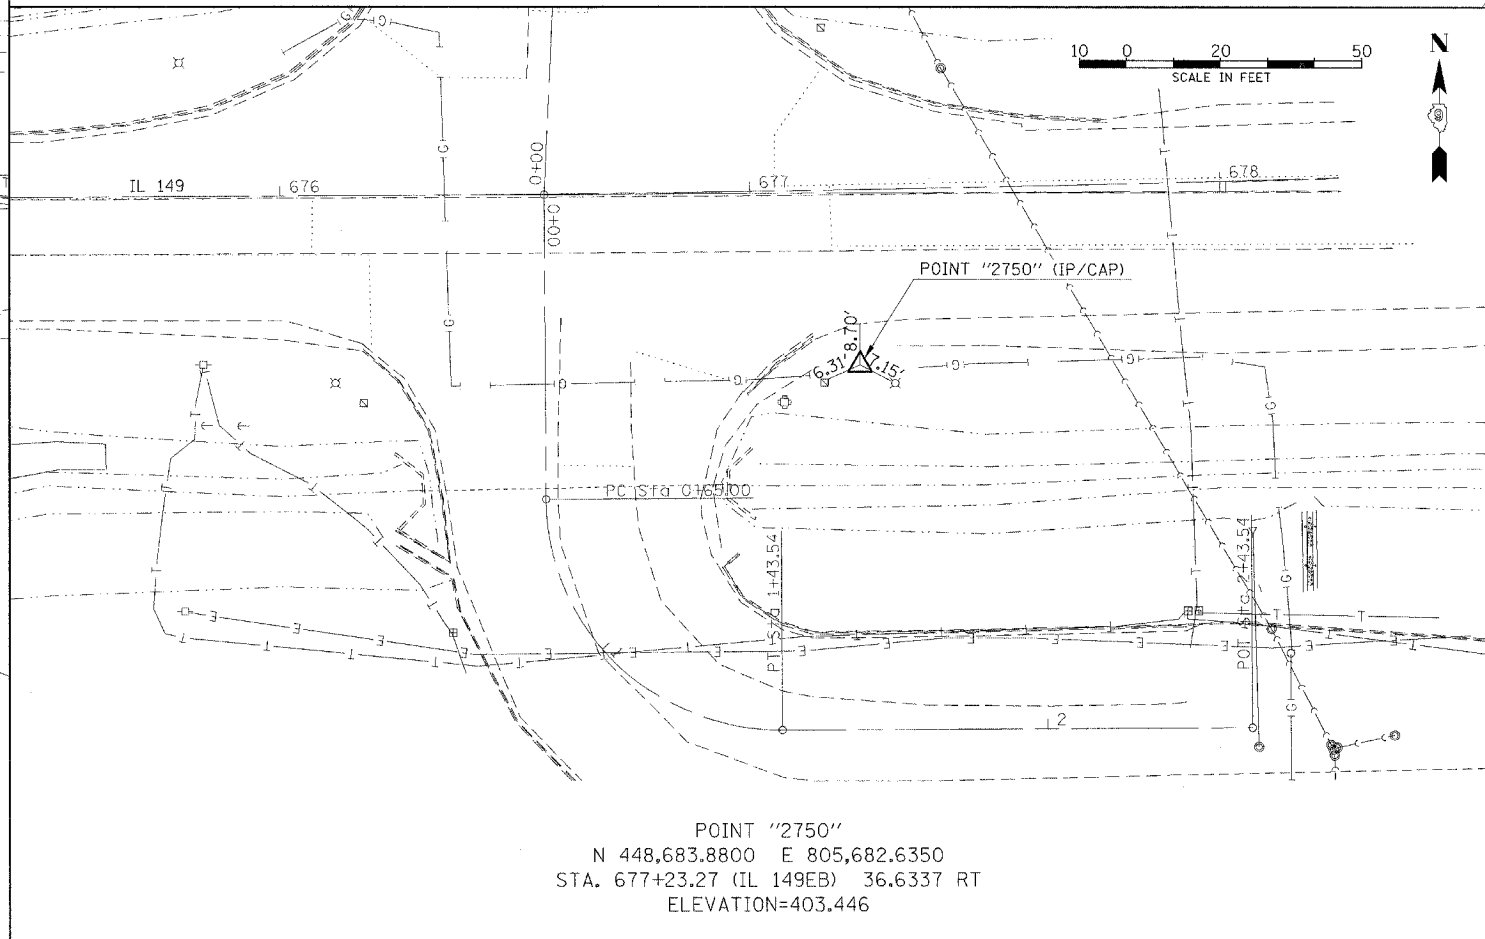 N
10 0 20 50
SCALE IN FEET
G G
G
T
IL 149 676 0+00 677 678
0+00
T
POINT "2750" (IP/CAP)
G T
8.70'
6.31' 7.15'
G G G G
T T G
PC Sta 0+65.00
T T
PT Sta 1+43.54
POT Sta 2+43.54
T T T G
E E E E E E E E E E E
T T T T T T T T T
2
G
POINT "2750"
N 448,683.8800 E 805,682.6350
STA. 677+23.27 (IL 149EB) 36.6337 RT
ELEVATION=403.446